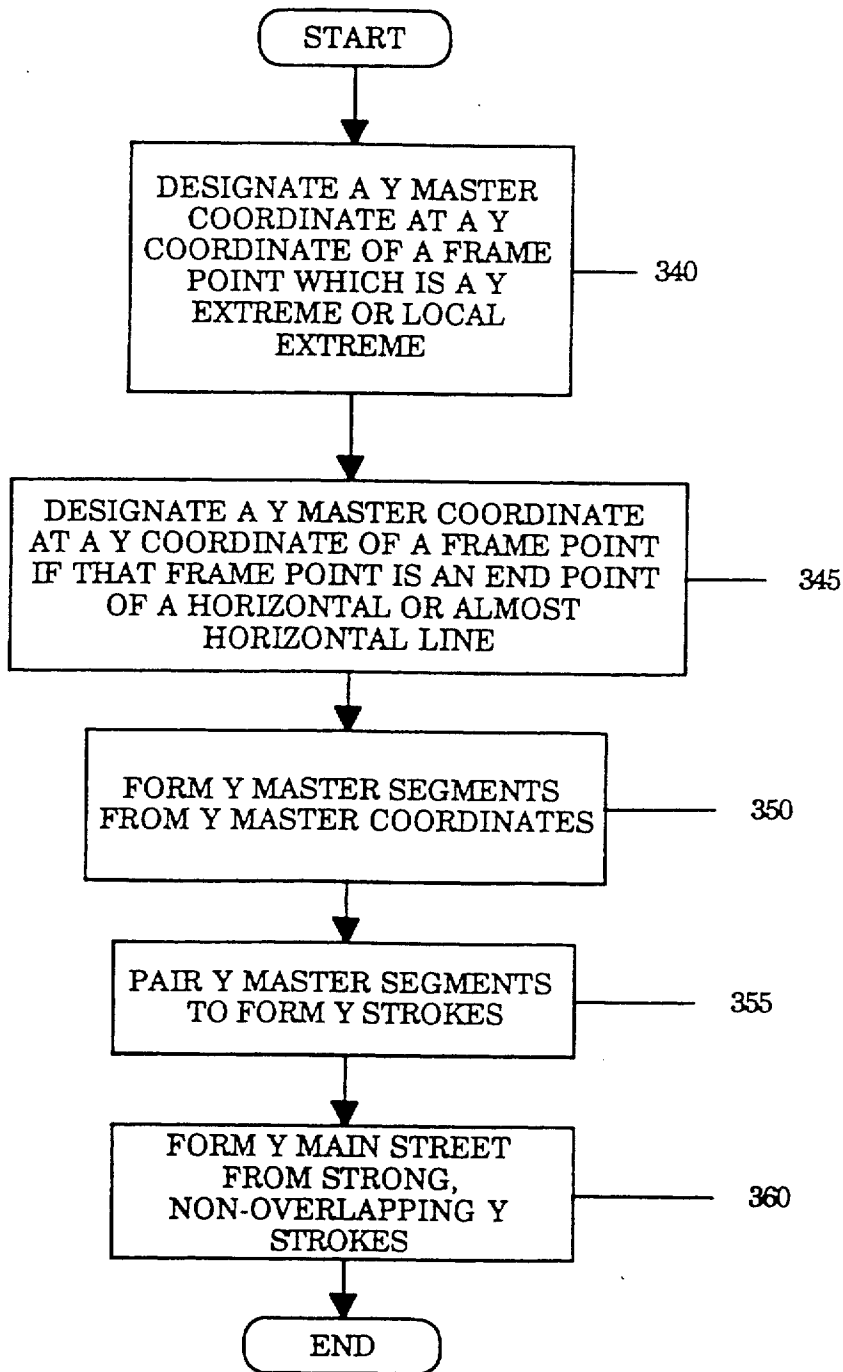 START
DESIGNATE A Y MASTER
COORDINATE AT A Y
COORDINATE OF A FRAME
POINT WHICH IS A Y
EXTREME OR LOCAL
EXTREME
340
DESIGNATE A Y MASTER COORDINATE
AT A Y COORDINATE OF A FRAME POINT
IF THAT FRAME POINT IS AN END POINT
OF A HORIZONTAL OR ALMOST
HORIZONTAL LINE
345
FORM Y MASTER SEGMENTS
FROM Y MASTER COORDINATES
350
PAIR Y MASTER SEGMENTS
TO FORM Y STROKES
355
FORM Y MAIN STREET
FROM STRONG,
NON-OVERLAPPING Y
STROKES
360
END